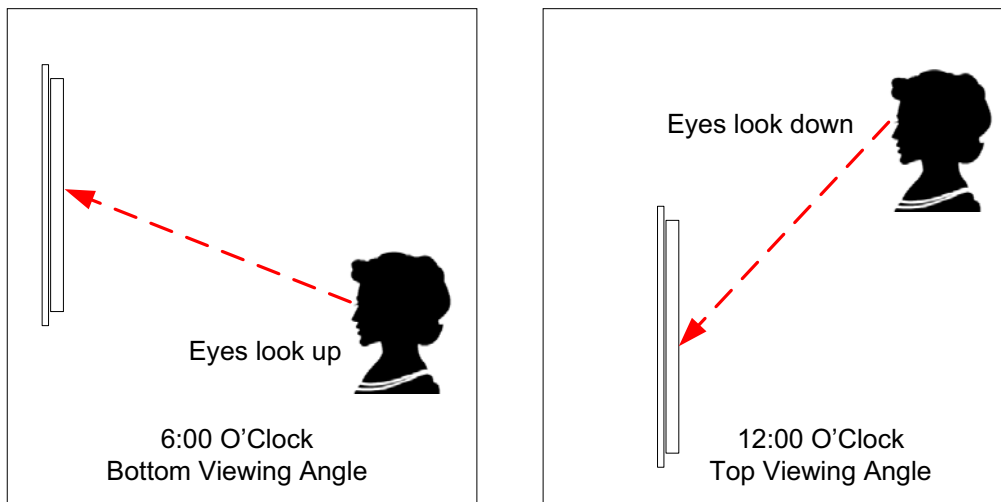 Eyes look up
6:00 O’Clock
Bottom Viewing Angle
Eyes look down
12:00 O’Clock
Top Viewing Angle